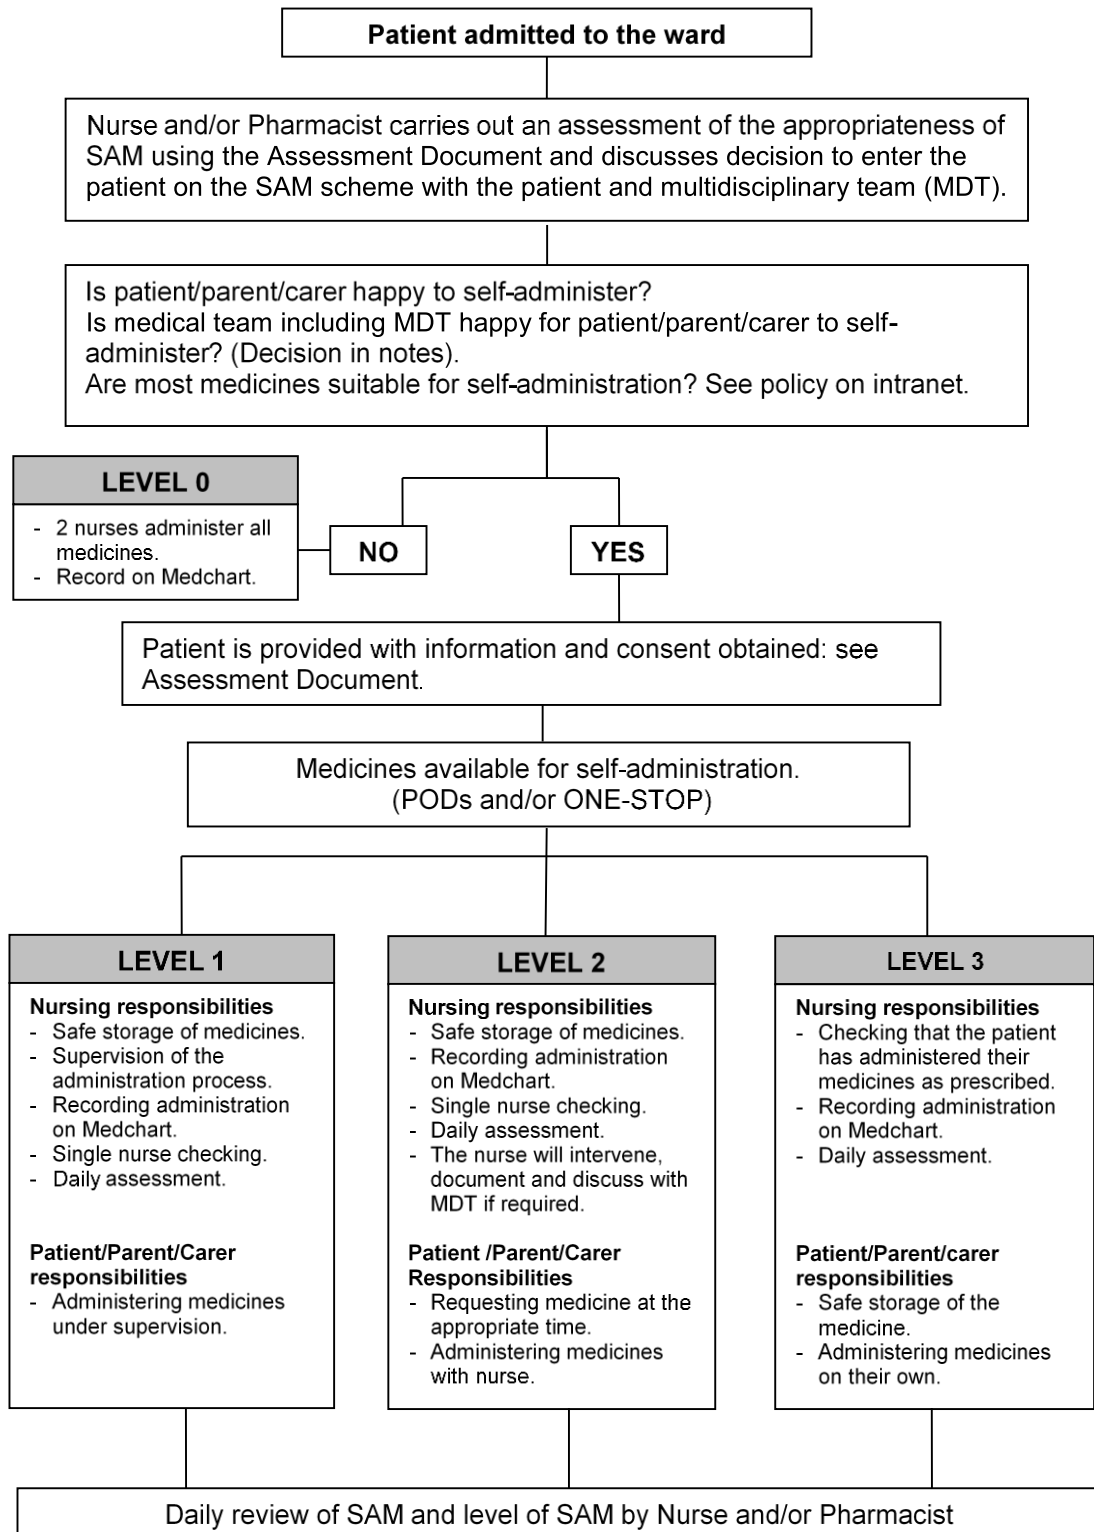 Patient admitted to the ward
Nurse and/or Pharmacist carries out an assessment of the appropriateness of
SAM using the Assessment Document and discusses decision to enter the
patient on the SAM scheme with the patient and multidisciplinary team (MDT).
Is patient/parent/carer happy to self-administer?
Is medical team including MDT happy for patient/parent/carer to self-
administer? (Decision in notes).
Are most medicines suitable for self-administration? See policy on intranet.
LEVEL 0
- 2 nurses administer all
medicines.
- Record on Medchart.
NO
YES
Patient is provided with information and consent obtained: see
Assessment Document.
Medicines available for self-administration.
(PODs and/or ONE-STOP)
LEVEL 1
Nursing responsibilities
- Safe storage of medicines.
- Supervision of the
administration process.
- Recording administration
on Medchart.
- Single nurse checking.
- Daily assessment.
Patient/Parent/Carer
responsibilities
- Administering medicines
under supervision.
LEVEL 2
Nursing responsibilities
- Safe storage of medicines.
- Recording administration
on Medchart.
- Single nurse checking.
- Daily assessment.
- The nurse will intervene,
document and discuss with
MDT if required.
Patient /Parent/Carer
Responsibilities
- Requesting medicine at the
appropriate time.
- Administering medicines
with nurse.
LEVEL 3
Nursing responsibilities
- Checking that the patient
has administered their
medicines as prescribed.
- Recording administration
on Medchart.
- Daily assessment.
Patient/Parent/carer
responsibilities
- Safe storage of the
medicine.
- Administering medicines
on their own.
Daily review of SAM and level of SAM by Nurse and/or Pharmacist